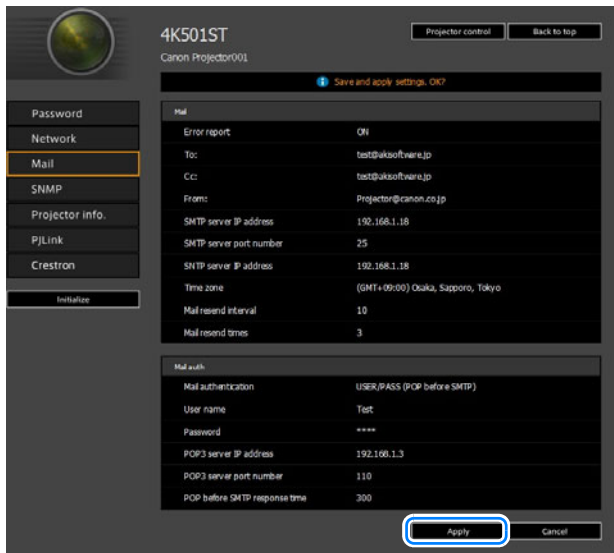 4K501ST
Projector control
Back to top
Canon Projector001
Save and apply settings. OK?
Password
Network
Mail
SNMP
Projector info.
PJLink
Crestron
Initialize
Mail
Error report ON
To: test@aksoftware.jp
Cc: test@aksoftware.jp
From: Projector@canon.co.jp
SMTP server IP address 192.168.1.18
SMTP server port number 25
SNTP server IP address 192.168.1.18
Time zone (GMT+09:00) Osaka, Sapporo, Tokyo
Mail resend interval 10
Mail resend times 3
Mail auth
Mail authentication USER/PASS (POP before SMTP)
User name Test
Password ****
POP3 server IP address 192.168.1.3
POP3 server port number 110
POP before SMTP response time 300
Apply
Cancel